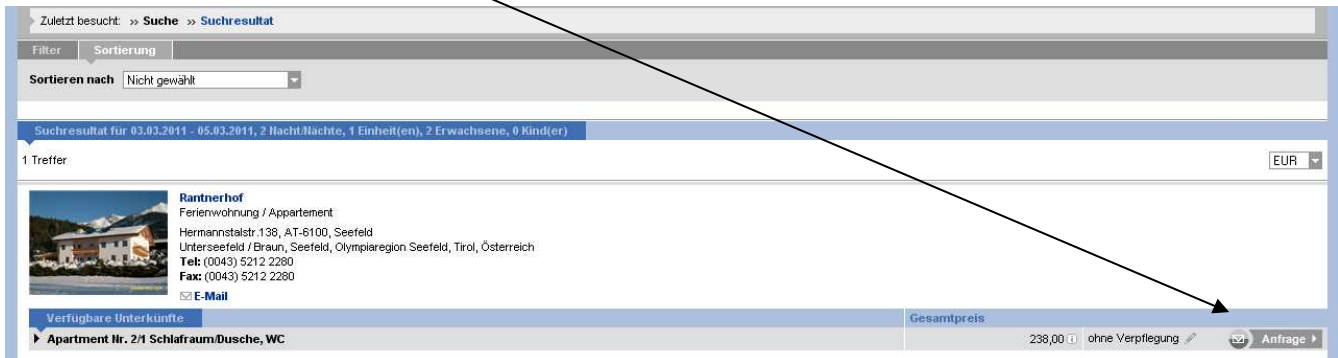 Zuletzt besucht: » Suche » Suchresultat
Filter Sortierung
Sortieren nach Nicht gewählt
Suchresultat für 03.03.2011 - 05.03.2011, 2 Nacht/Nächte, 1 Einheit(en), 2 Erwachsene, 0 Kind(er)
1 Treffer EUR
Rantnerhof
Ferienwohnung / Appartement
Hermannstalstr.138, AT-6100, Seefeld
Unterseefeld / Braun, Seefeld, Olympiaregion Seefeld, Tirol, Österreich
Tel: (0043) 5212 2280
Fax: (0043) 5212 2280
E-Mail
Verfügbare Unterkünfte Gesamtpreis
Apartment Nr. 2/1 Schlafraum/Dusche, WC 238,00 ohne Verpflegung Anfrage